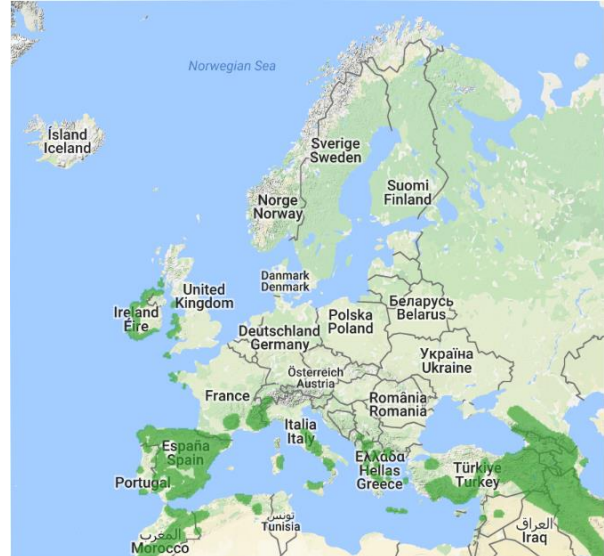 Norwegian Sea
Ísland
Iceland
Sverige
Sweden
Suomi
Finland
Norge
Norway
Danmark
Denmark
United
Kingdom
Ireland
Éire
Беларусь
Belarus
Polska
Poland
Deutschland
Germany
Україна
Ukraine
Österreich
Austria
France
România
Romania
Italia
Italy
España
Spain
Ελλάδα
Hellas
Greece
Türkiye
Turkey
Portugal
تونس
Tunisia
العراق
Iraq
المغرب
Morocco